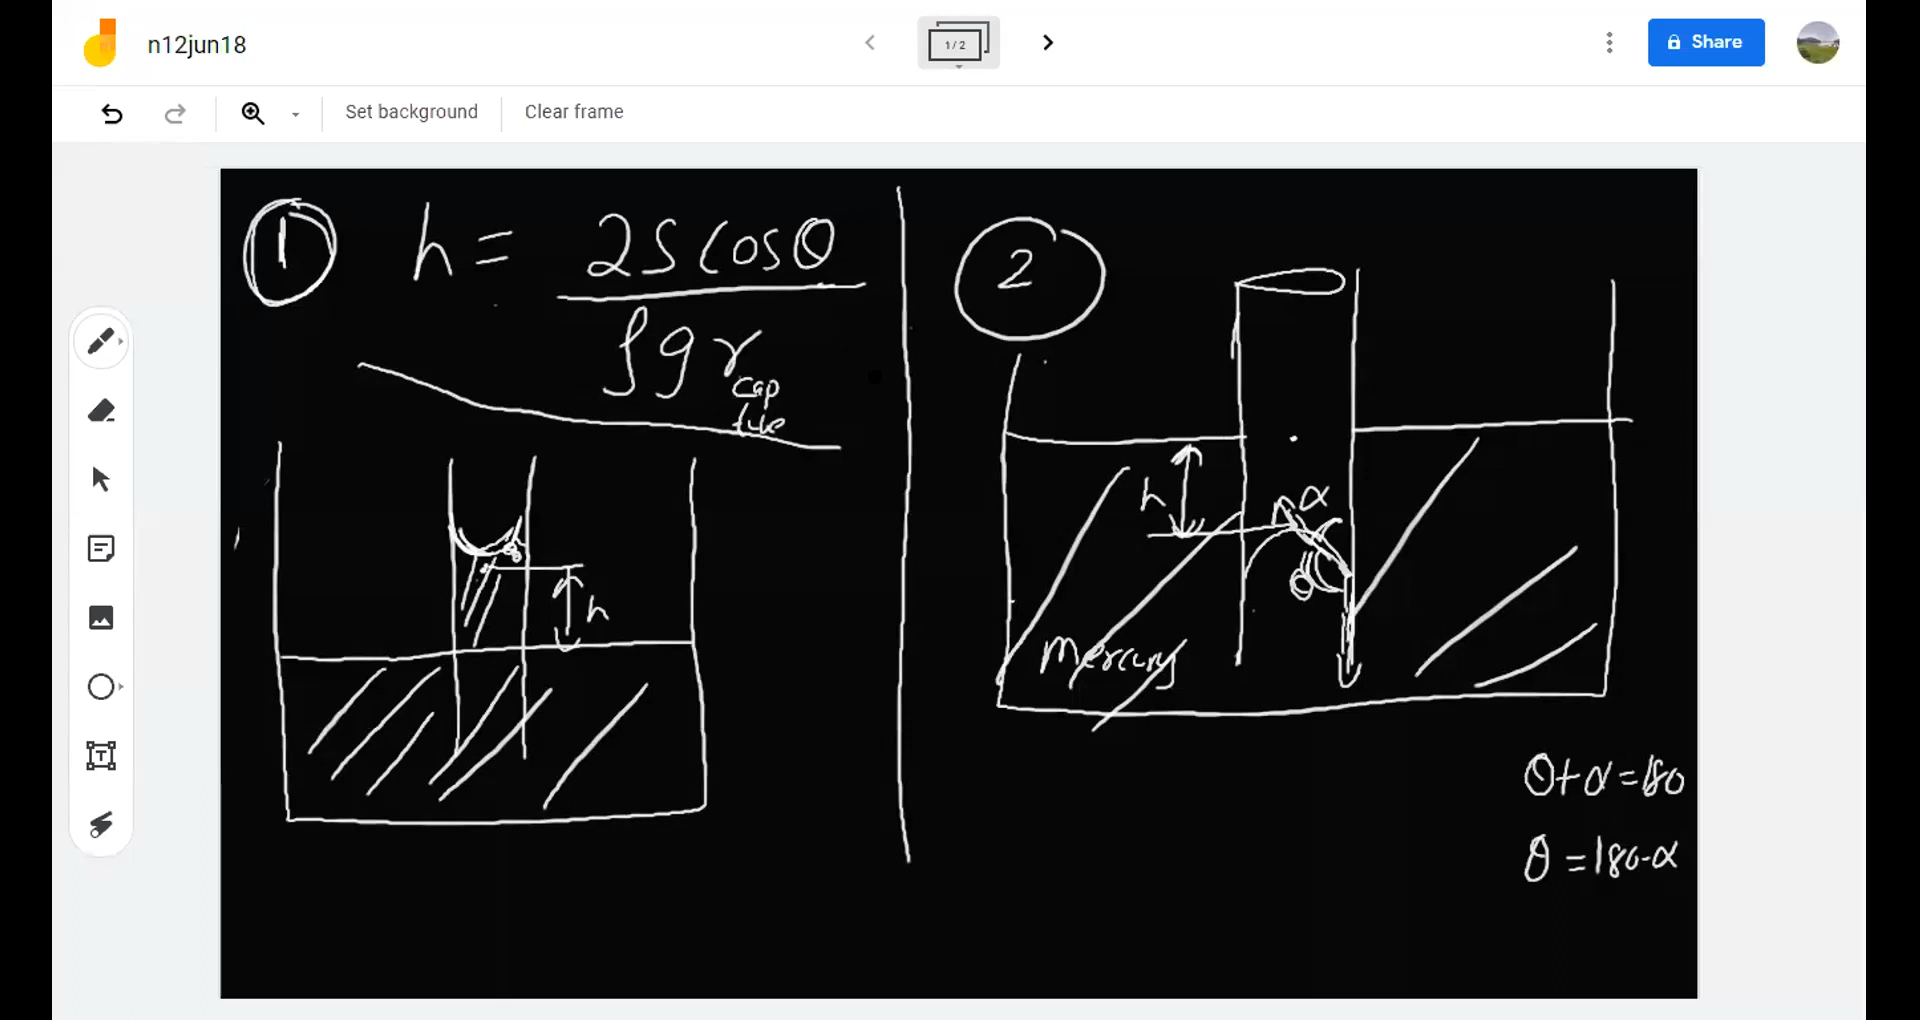 n12jun18
1 / 2
Share
Set background
Clear frame
1
h = 2S cosθ
ρ g r cap tube
h
2
h
α
θ
Mercury
θ + α = 180
θ = 180 - α